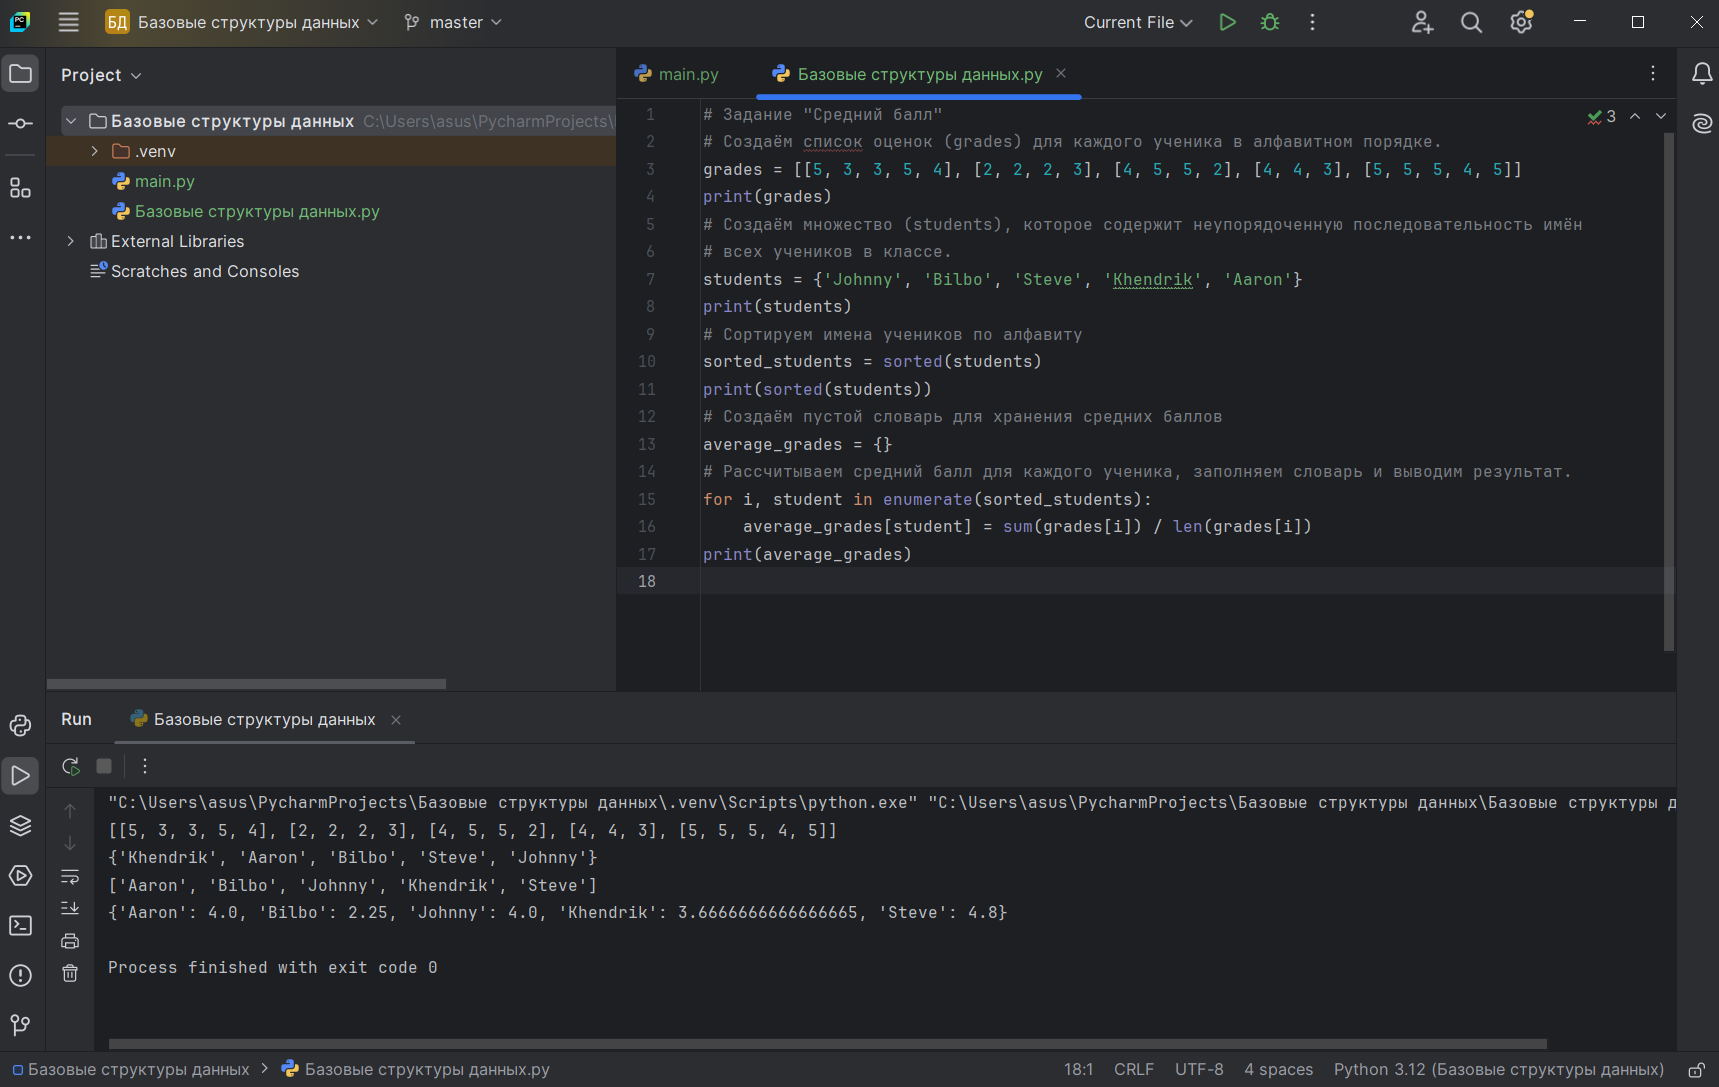 БД Базовые структуры данных master Current File
Project
main.py Базовые структуры данных.py
Базовые структуры данных C:\Users\asus\PycharmProjects\
.venv
main.py
Базовые структуры данных.py
External Libraries
Scratches and Consoles
3
1 # Задание "Средний балл"
2 # Создаём список оценок (grades) для каждого ученика в алфавитном порядке.
3 grades = [[5, 3, 3, 5, 4], [2, 2, 2, 3], [4, 5, 5, 2], [4, 4, 3], [5, 5, 5, 4, 5]]
4 print(grades)
5 # Создаём множество (students), которое содержит неупорядоченную последовательность имён
6 # всех учеников в классе.
7 students = {'Johnny', 'Bilbo', 'Steve', 'Khendrik', 'Aaron'}
8 print(students)
9 # Сортируем имена учеников по алфавиту
10 sorted_students = sorted(students)
11 print(sorted(students))
12 # Создаём пустой словарь для хранения средних баллов
13 average_grades = {}
14 # Рассчитываем средний балл для каждого ученика, заполняем словарь и выводим результат.
15 for i, student in enumerate(sorted_students):
16     average_grades[student] = sum(grades[i]) / len(grades[i])
17 print(average_grades)
18
Run Базовые структуры данных
"C:\Users\asus\PycharmProjects\Базовые структуры данных\.venv\Scripts\python.exe" "C:\Users\asus\PycharmProjects\Базовые структуры данных\Базовые структуры д
[[5, 3, 3, 5, 4], [2, 2, 2, 3], [4, 5, 5, 2], [4, 4, 3], [5, 5, 5, 4, 5]]
{'Khendrik', 'Aaron', 'Bilbo', 'Steve', 'Johnny'}
['Aaron', 'Bilbo', 'Johnny', 'Khendrik', 'Steve']
{'Aaron': 4.0, 'Bilbo': 2.25, 'Johnny': 4.0, 'Khendrik': 3.6666666666666665, 'Steve': 4.8}
Process finished with exit code 0
Базовые структуры данных > Базовые структуры данных.py 18:1 CRLF UTF-8 4 spaces Python 3.12 (Базовые структуры данных)